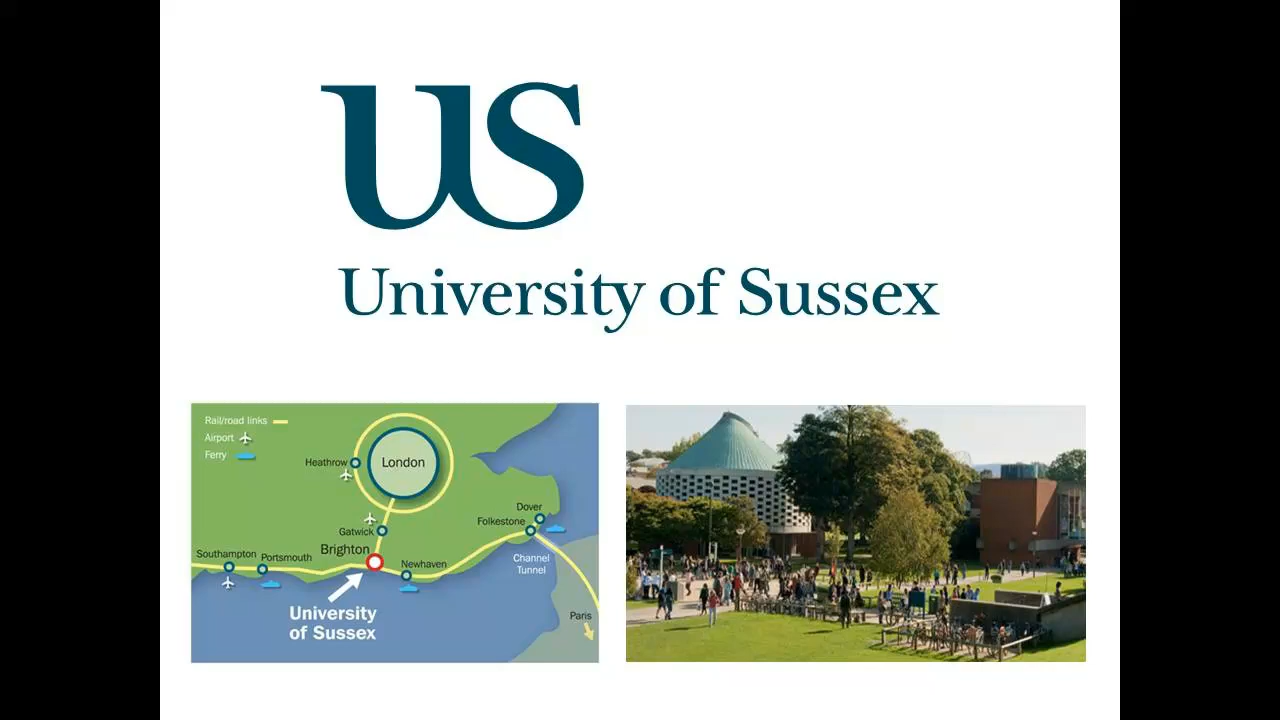 us
University of Sussex
Rail/road links
Airport
Ferry
Heathrow
London
Gatwick
Dover
Folkestone
Brighton
Southampton
Portsmouth
Newhaven
Channel
Tunnel
University
of Sussex
Paris